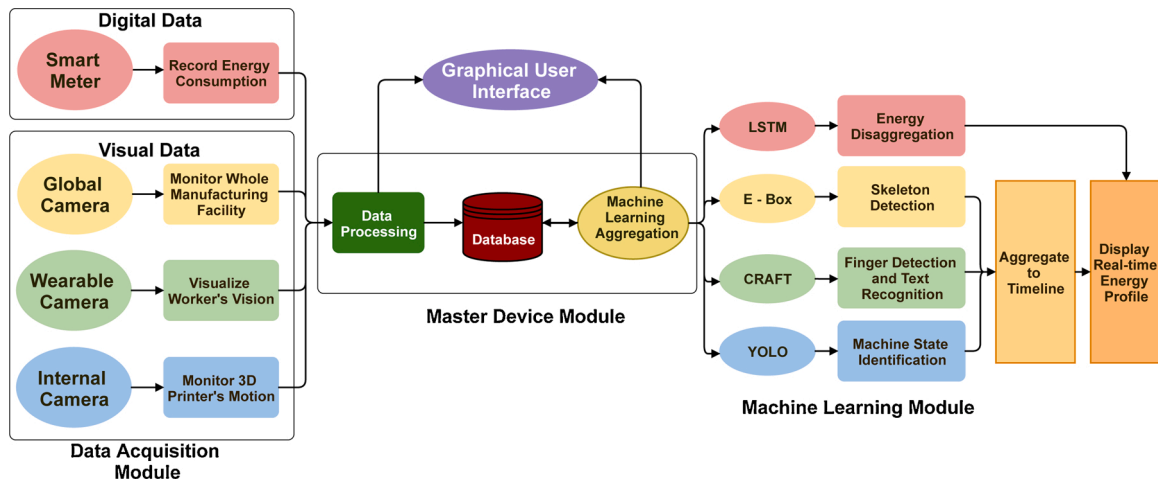 Digital Data
Smart
Meter
Record Energy
Consumption
Visual Data
Global
Camera
Monitor Whole
Manufacturing
Facility
Wearable
Camera
Visualize
Worker's Vision
Internal
Camera
Monitor 3D
Printer's Motion
Data Acquisition
Module
Graphical User
Interface
Data
Processing
Database
Machine
Learning
Aggregation
Master Device Module
LSTM
Energy
Disaggregation
E - Box
Skeleton
Detection
CRAFT
Finger Detection
and Text
Recognition
YOLO
Machine State
Identification
Aggregate
to
Timeline
Display
Real-time
Energy
Profile
Machine Learning Module